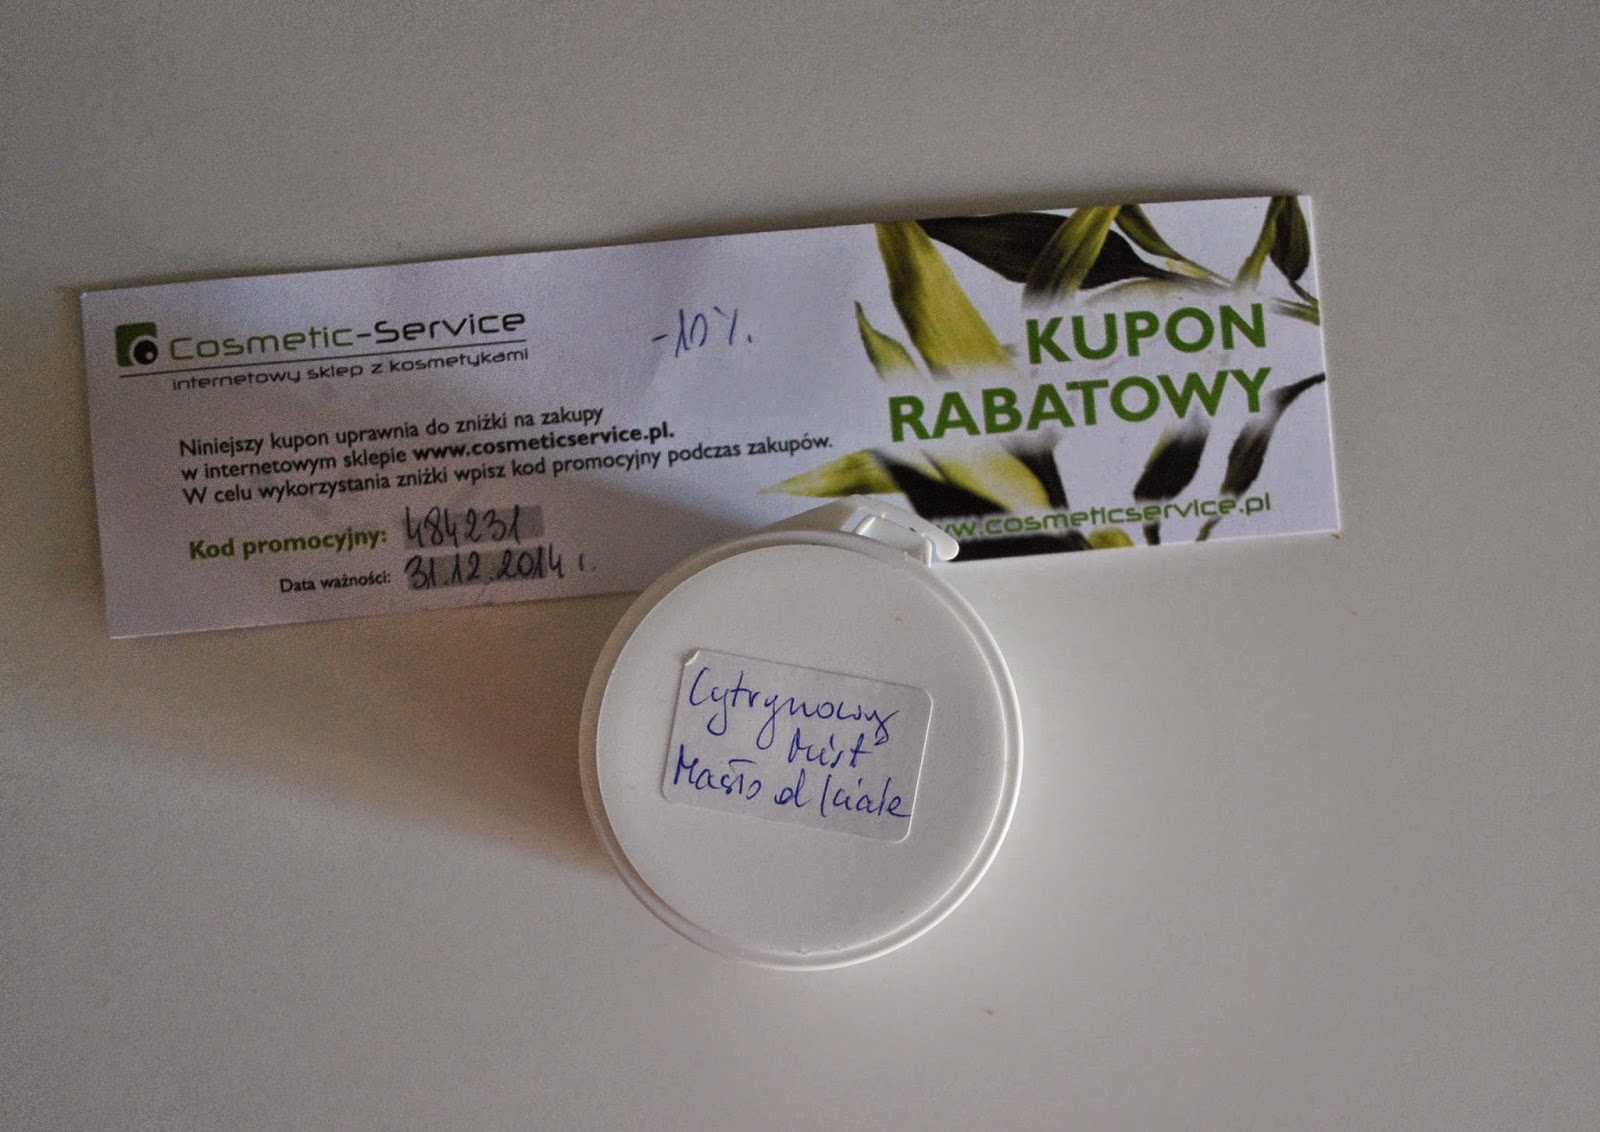 Cosmetic-Service
internetowy sklep z kosmetykami
-10%.
Niniejszy kupon uprawnia do zniżki na zakupy
w internetowym sklepie www.cosmeticservice.pl.
W celu wykorzystania zniżki wpisz kod promocyjny podczas zakupów.
Kod promocyjny: 484231
Data ważności: 31.12.2014 r.
KUPON
RABATOWY
w.cosmeticservice.pl
Cytrynowy
Mist
Masło d/ciała